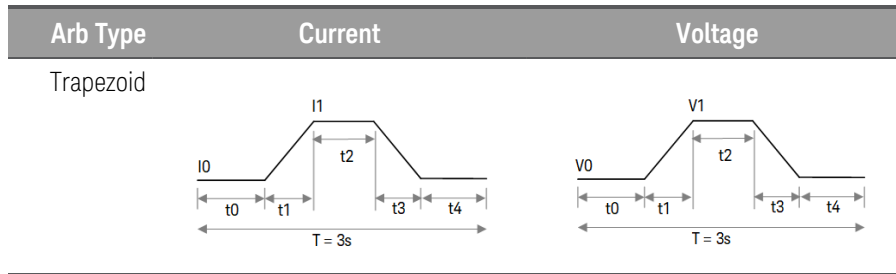 Arb Type Current Voltage
Trapezoid
I1 V1
t2 t2
I0 V0
t0 t1 t3 t4 t0 t1 t3 t4
T = 3s T = 3s